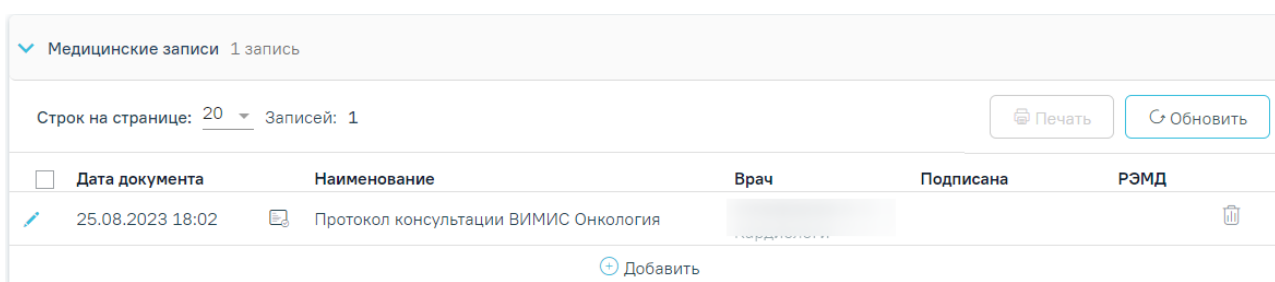 Медицинские записи 1 запись
Строк на странице: 20 Записей: 1 Печать Обновить
Дата документа Наименование Врач Подписана РЭМД
25.08.2023 18:02 Протокол консультации ВИМИС Онкология
Добавить